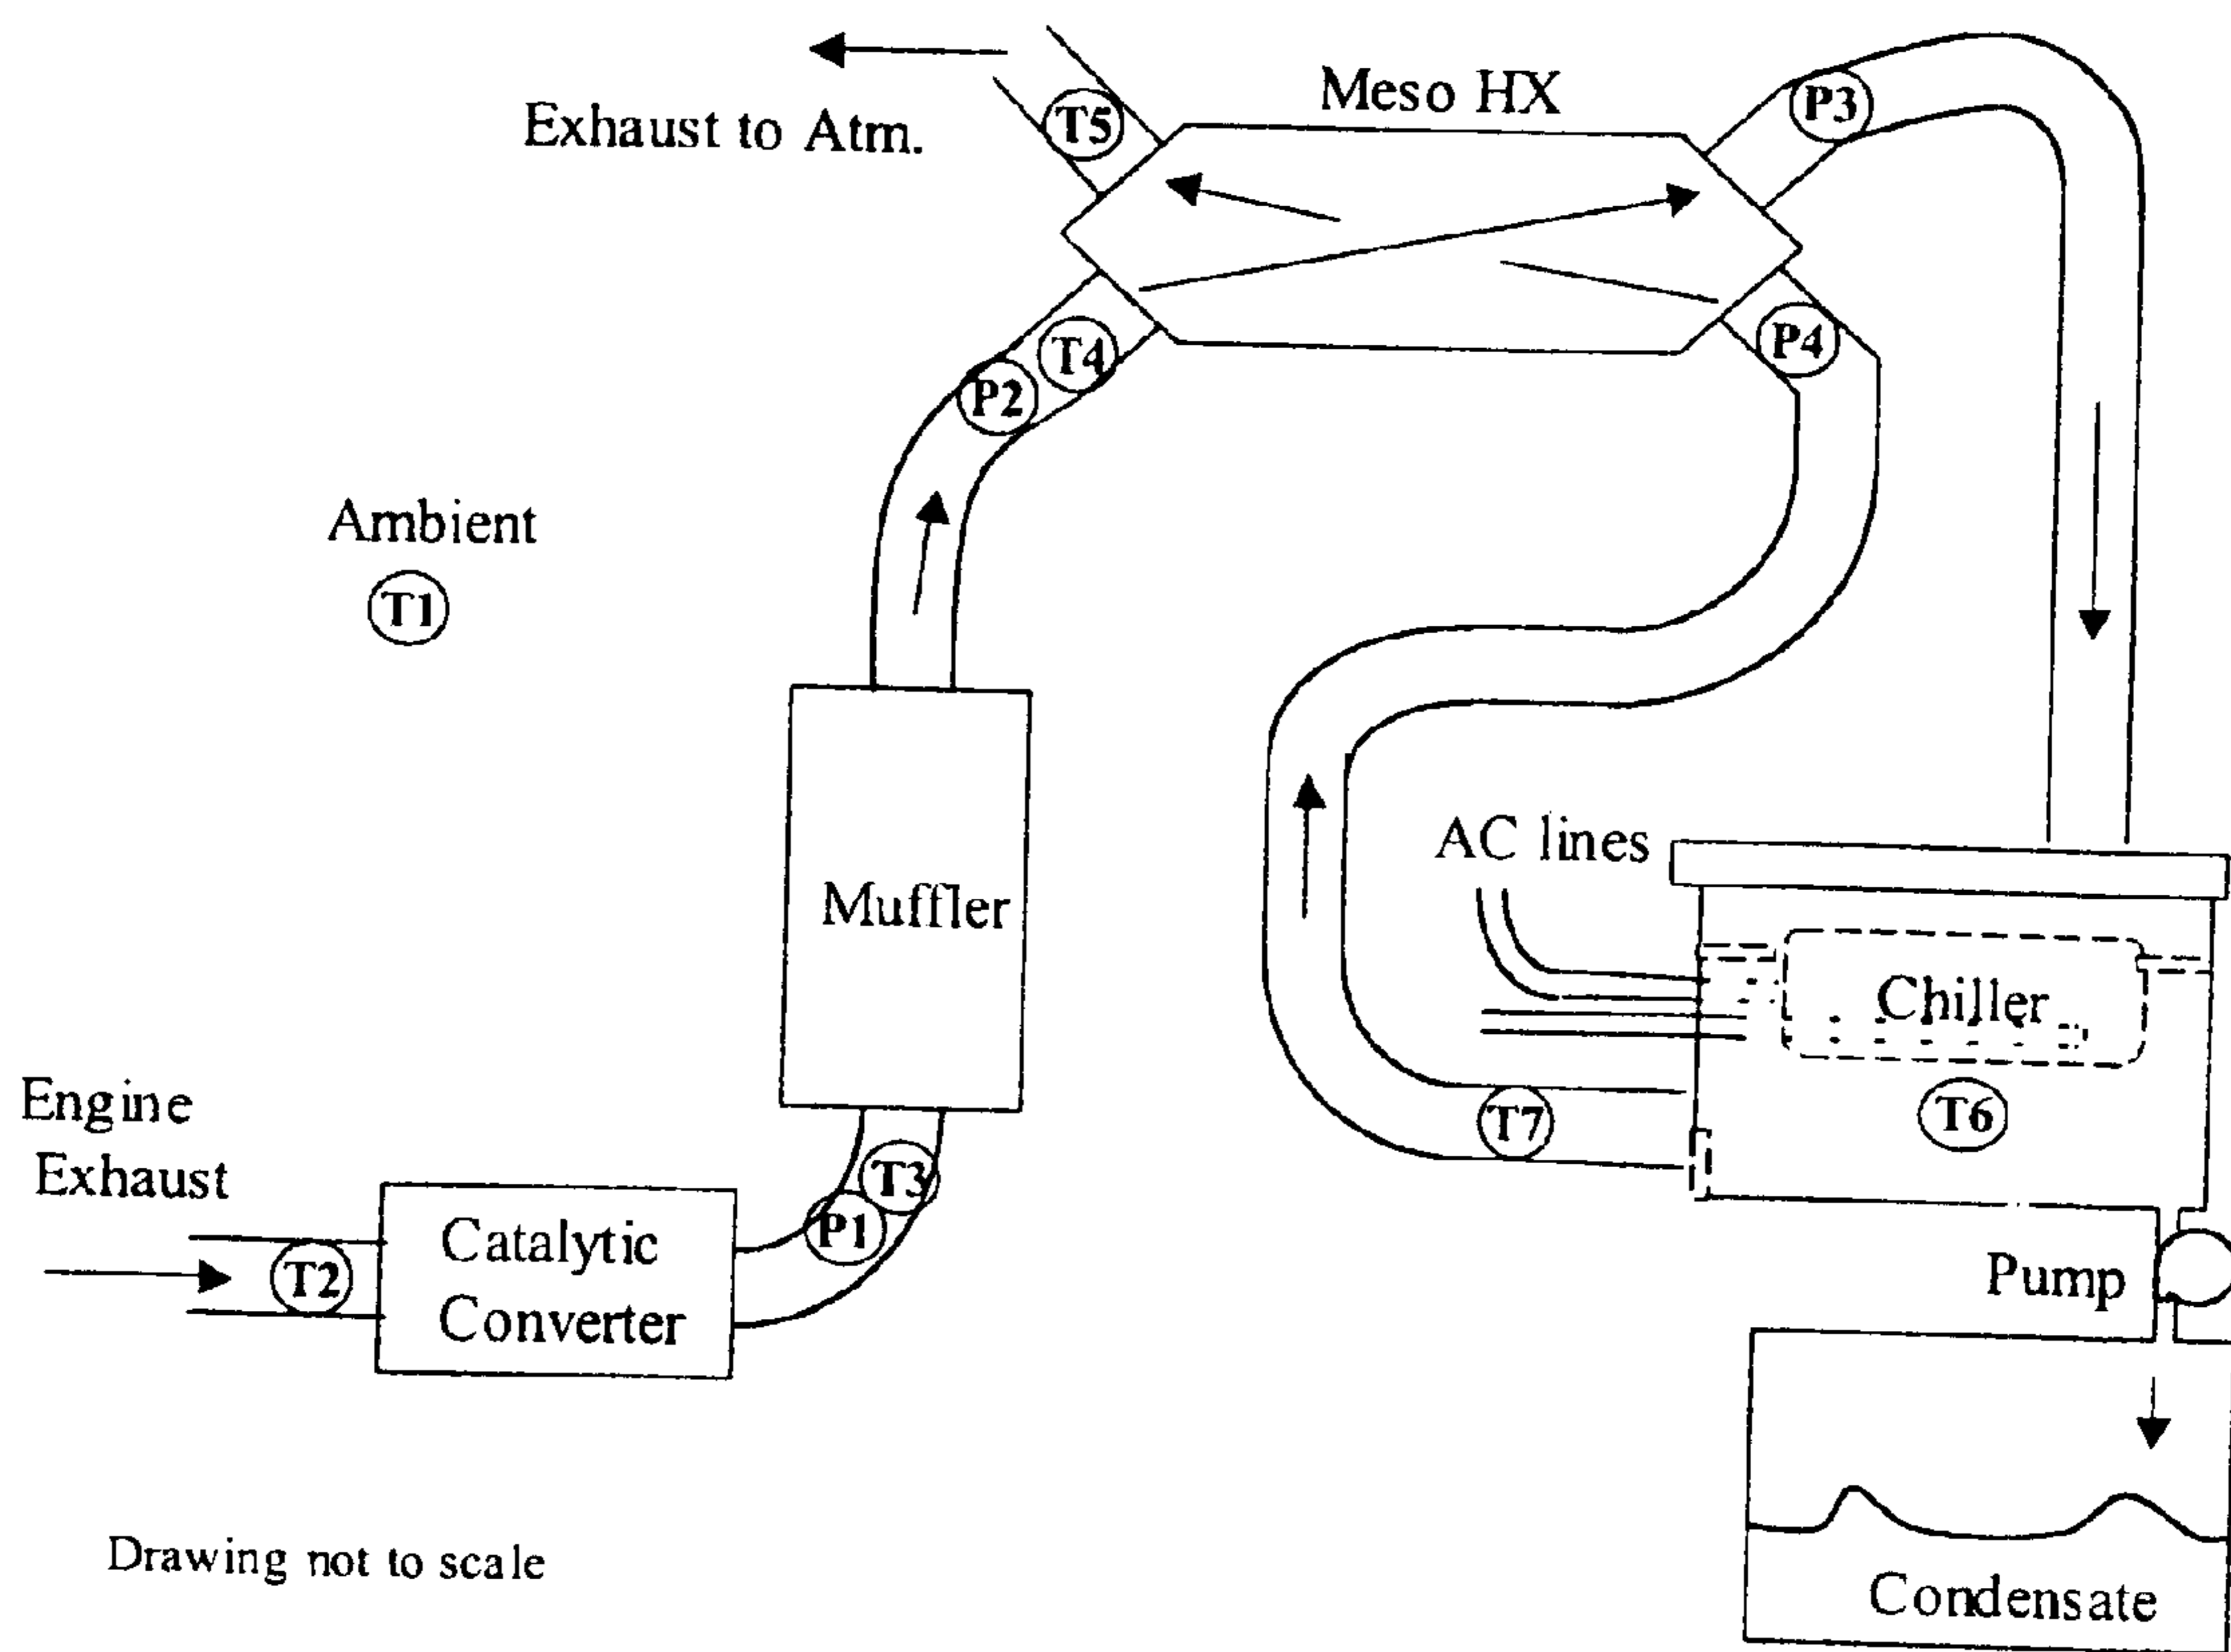 Meso HX
P3
T5
Exhaust to Atm.
P4
T4
P2
Ambient
T1
AC lines
Muffler
Chiller
Engine
Exhaust
T7
T6
T3
P1
Catalytic
Converter
T2
Pump
Drawing not to scale
Condensate